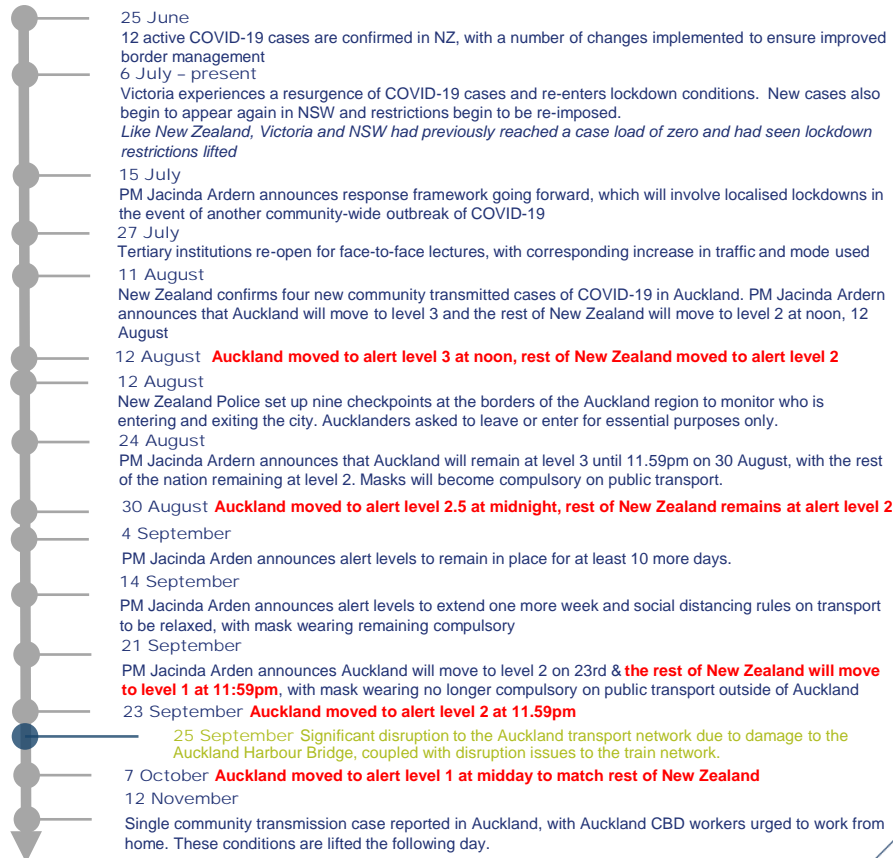 25 June
12 active COVID-19 cases are confirmed in NZ, with a number of changes implemented to ensure improved
border management
6 July – present
Victoria experiences a resurgence of COVID-19 cases and re-enters lockdown conditions. New cases also
begin to appear again in NSW and restrictions begin to be re-imposed.
Like New Zealand, Victoria and NSW had previously reached a case load of zero and had seen lockdown
restrictions lifted
15 July
PM Jacinda Ardern announces response framework going forward, which will involve localised lockdowns in
the event of another community-wide outbreak of COVID-19
27 July
Tertiary institutions re-open for face-to-face lectures, with corresponding increase in traffic and mode used
11 August
New Zealand confirms four new community transmitted cases of COVID-19 in Auckland. PM Jacinda Ardern
announces that Auckland will move to level 3 and the rest of New Zealand will move to level 2 at noon, 12
August
12 August Auckland moved to alert level 3 at noon, rest of New Zealand moved to alert level 2
12 August
New Zealand Police set up nine checkpoints at the borders of the Auckland region to monitor who is
entering and exiting the city. Aucklanders asked to leave or enter for essential purposes only.
24 August
PM Jacinda Ardern announces that Auckland will remain at level 3 until 11.59pm on 30 August, with the rest
of the nation remaining at level 2. Masks will become compulsory on public transport.
30 August Auckland moved to alert level 2.5 at midnight, rest of New Zealand remains at alert level 2
4 September
PM Jacinda Arden announces alert levels to remain in place for at least 10 more days.
14 September
PM Jacinda Arden announces alert levels to extend one more week and social distancing rules on transport
to be relaxed, with mask wearing remaining compulsory
21 September
PM Jacinda Arden announces Auckland will move to level 2 on 23rd & the rest of New Zealand will move
to level 1 at 11:59pm, with mask wearing no longer compulsory on public transport outside of Auckland
23 September Auckland moved to alert level 2 at 11.59pm
25 September Significant disruption to the Auckland transport network due to damage to the
Auckland Harbour Bridge, coupled with disruption issues to the train network.
7 October Auckland moved to alert level 1 at midday to match rest of New Zealand
12 November
Single community transmission case reported in Auckland, with Auckland CBD workers urged to work from
home. These conditions are lifted the following day.